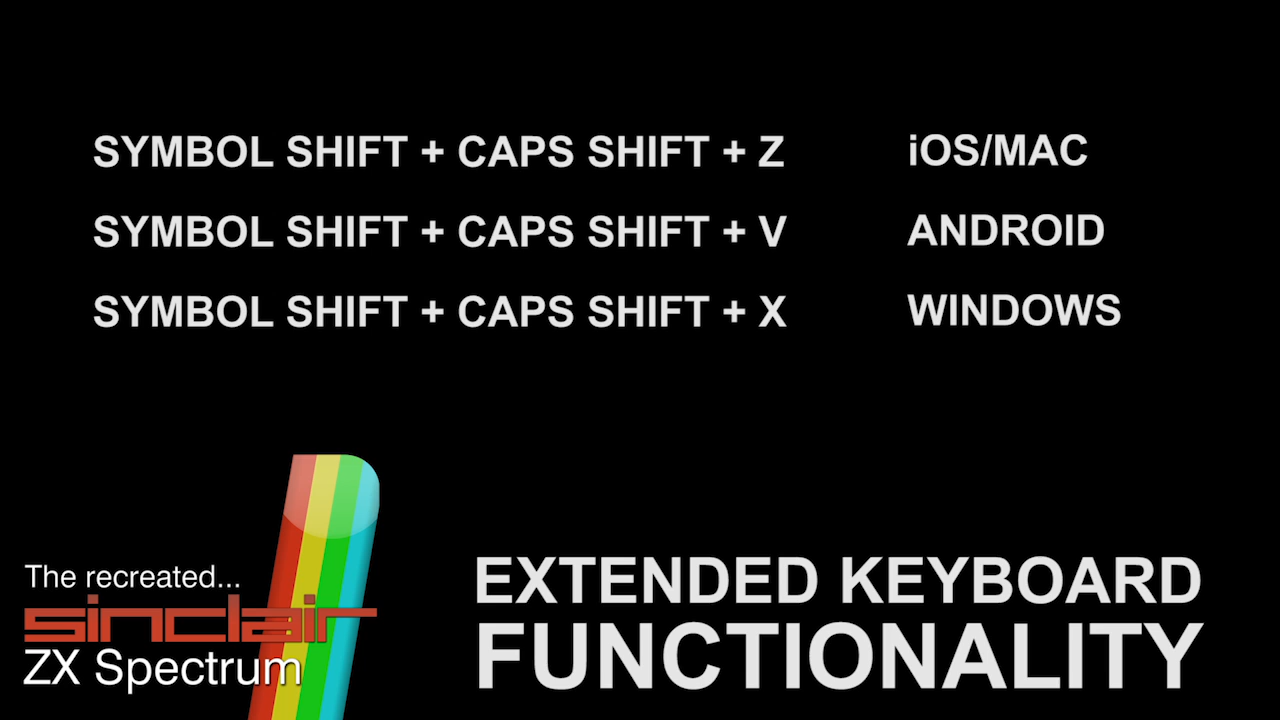 SYMBOL SHIFT + CAPS SHIFT + Z iOS/MAC
SYMBOL SHIFT + CAPS SHIFT + V ANDROID
SYMBOL SHIFT + CAPS SHIFT + X WINDOWS
The recreated...
sinclair
ZX Spectrum
EXTENDED KEYBOARD
FUNCTIONALITY